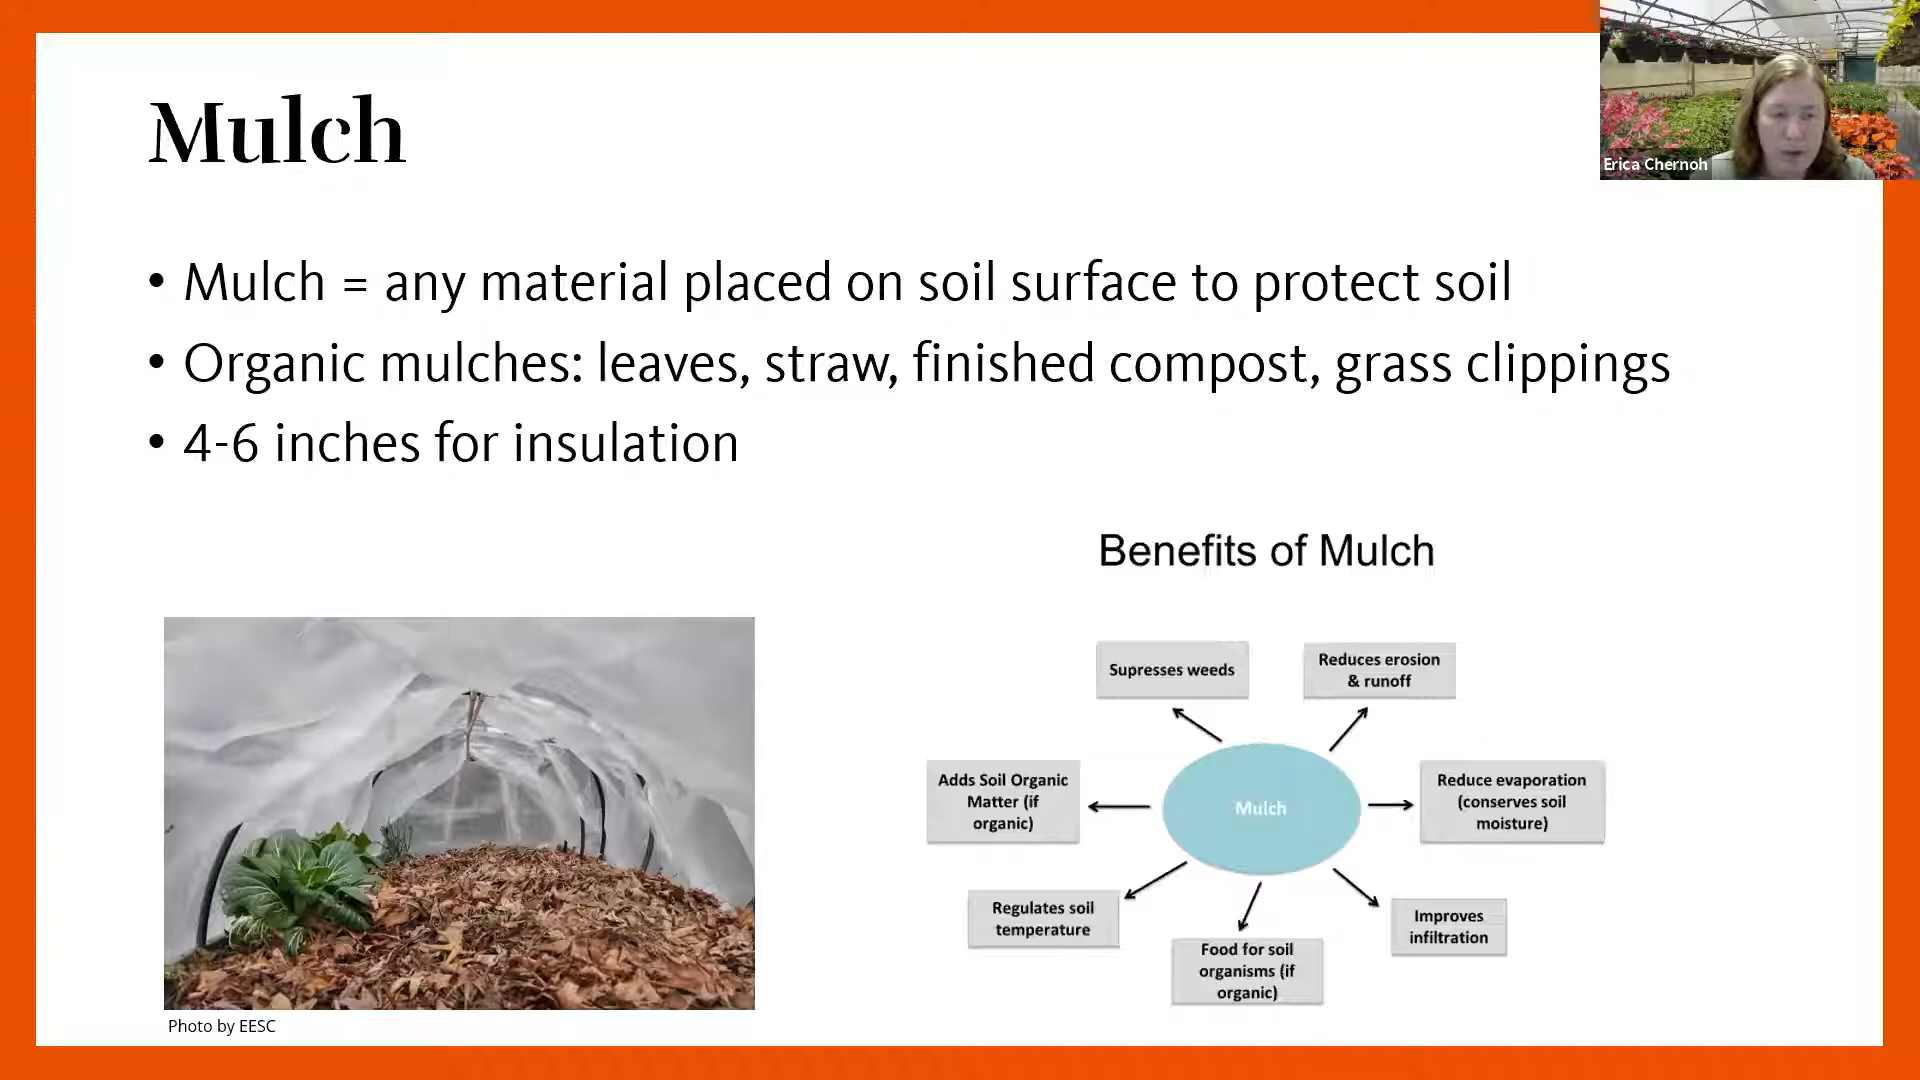 Mulch
Erica Chernoh
• Mulch = any material placed on soil surface to protect soil
• Organic mulches: leaves, straw, finished compost, grass clippings
• 4-6 inches for insulation
Benefits of Mulch
Supresses weeds
Reduces erosion
& runoff
Adds Soil Organic
Matter (if
organic)
Mulch
Reduce evaporation
(conserves soil
moisture)
Regulates soil
temperature
Food for soil
organisms (if
organic)
Improves
infiltration
Photo by EESC